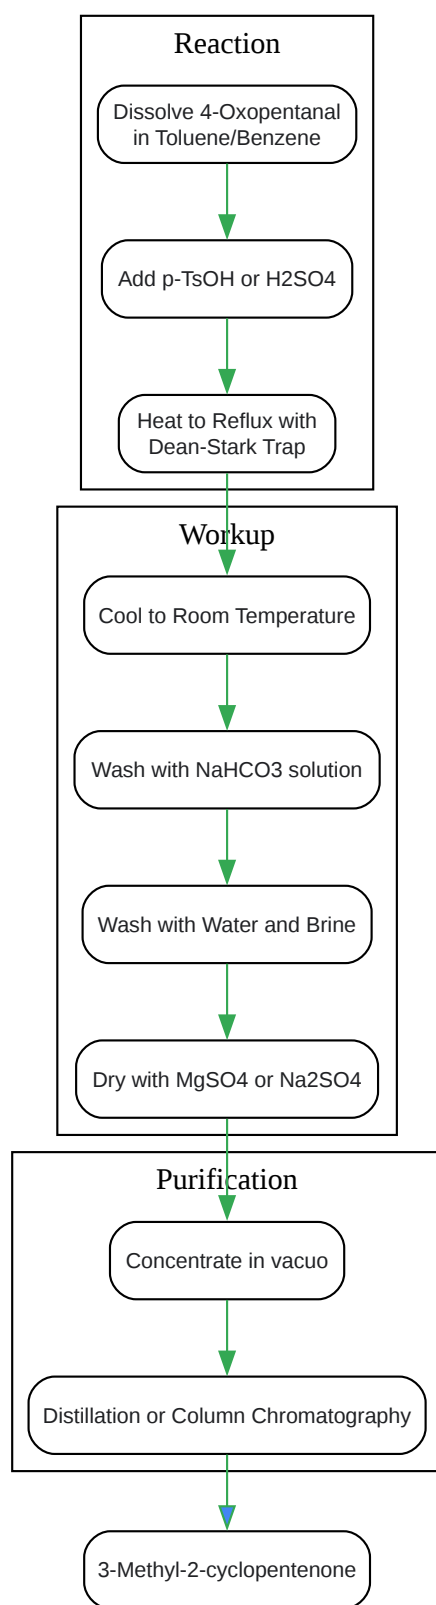 Reaction
Dissolve 4-Oxopentanal
in Toluene/Benzene
Add p-TsOH or H2SO4
Heat to Reflux with
Dean-Stark Trap
Workup
Cool to Room Temperature
Wash with NaHCO3 solution
Wash with Water and Brine
Dry with MgSO4 or Na2SO4
Purification
Concentrate in vacuo
Distillation or Column Chromatography
3-Methyl-2-cyclopentenone